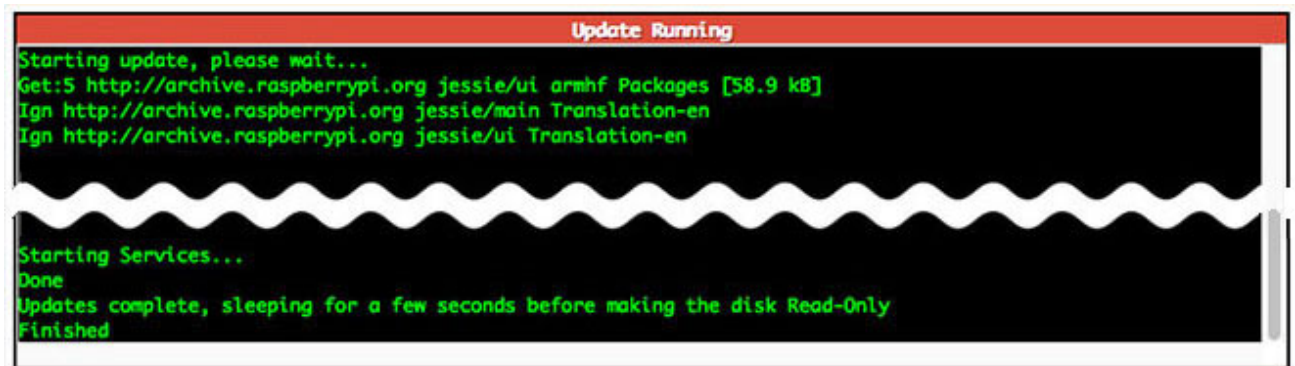 Update Running
Starting update, please wait...
Get:5 http://archive.raspberrypi.org jessie/ui armhf Packages [58.9 kB]
Ign http://archive.raspberrypi.org jessie/main Translation-en
Ign http://archive.raspberrypi.org jessie/ui Translation-en
Starting Services...
Done
Updates complete, sleeping for a few seconds before making the disk Read-Only
Finished